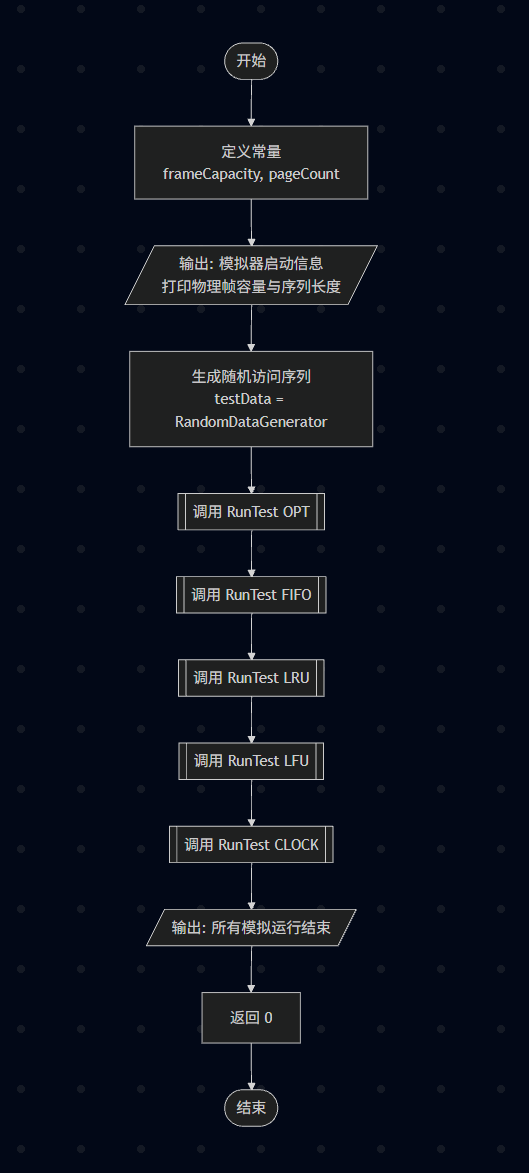 开始
定义常量
frameCapacity, pageCount
输出: 模拟器启动信息
打印物理帧容量与序列长度
生成随机访问序列
testData =
RandomDataGenerator
调用 RunTest OPT
调用 RunTest FIFO
调用 RunTest LRU
调用 RunTest LFU
调用 RunTest CLOCK
输出: 所有模拟运行结束
返回 0
结束